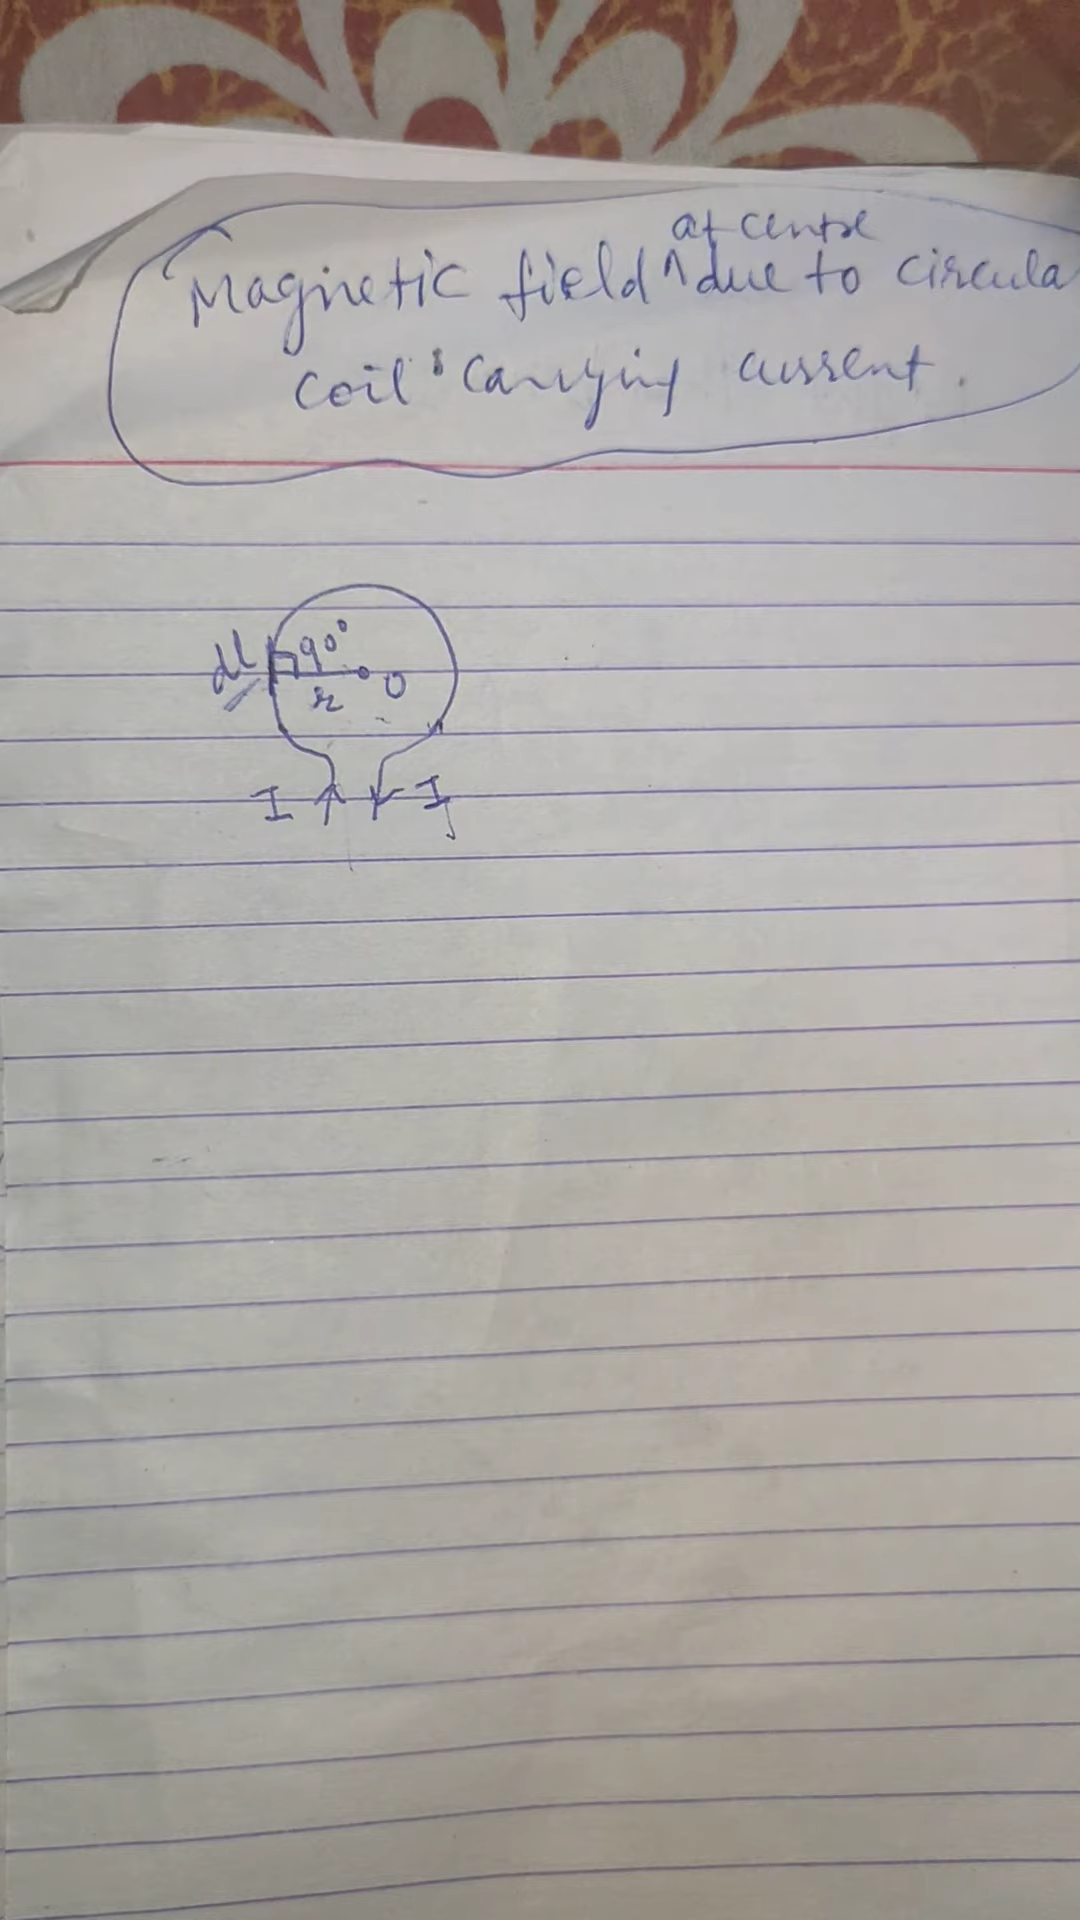 at centre
Magnetic field ^ due to circula
coil carrying current.
dl 90°
r O
I I